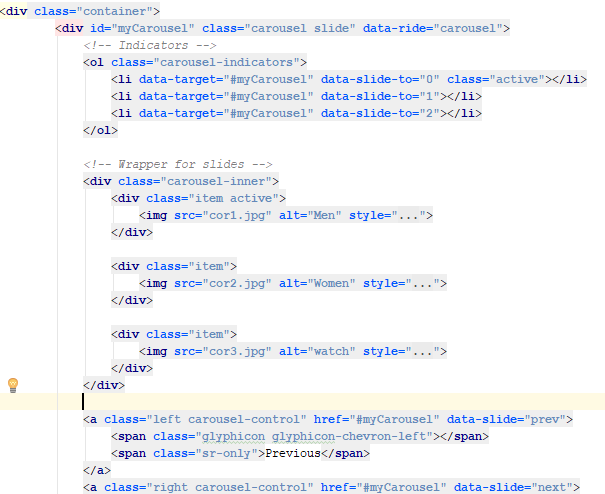 <div class="container">
<div id="myCarousel" class="carousel slide" data-ride="carousel">
<!-- Indicators -->
<ol class="carousel-indicators">
<li data-target="#myCarousel" data-slide-to="0" class="active"></li>
<li data-target="#myCarousel" data-slide-to="1"></li>
<li data-target="#myCarousel" data-slide-to="2"></li>
</ol>
<!-- Wrapper for slides -->
<div class="carousel-inner">
<div class="item active">
<img src="cor1.jpg" alt="Men" style="...">
</div>
<div class="item">
<img src="cor2.jpg" alt="Women" style="...">
</div>
<div class="item">
<img src="cor3.jpg" alt="watch" style="...">
</div>
</div>
<a class="left carousel-control" href="#myCarousel" data-slide="prev">
<span class="glyphicon glyphicon-chevron-left"></span>
<span class="sr-only">Previous</span>
</a>
<a class="right carousel-control" href="#myCarousel" data-slide="next">